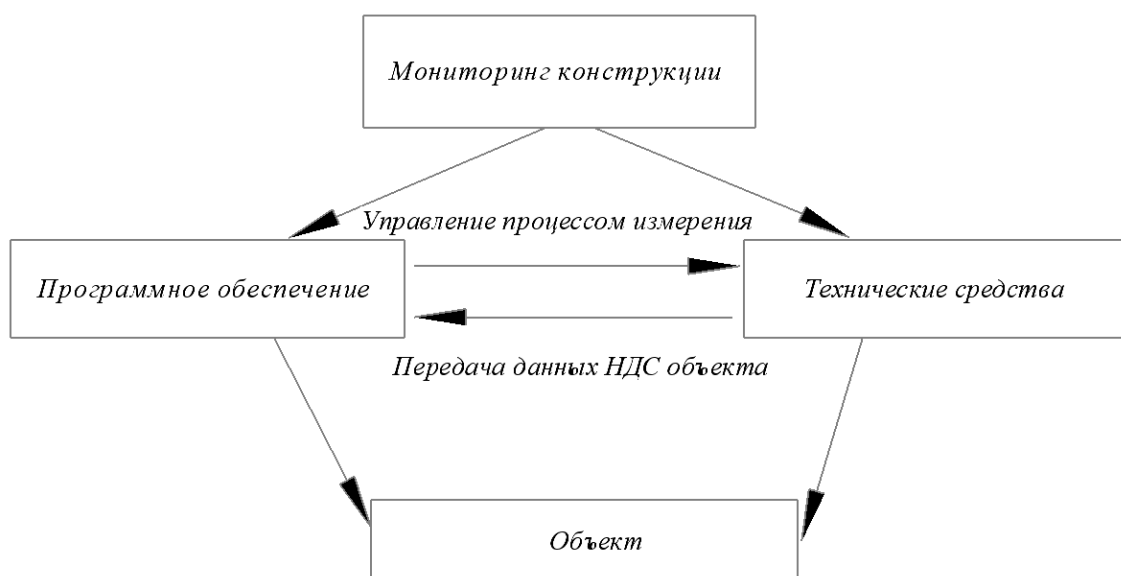 Мониторинг конструкции
Управление процессом измерения
Программное обеспечение
Технические средства
Передача данных НДС объекта
Объект